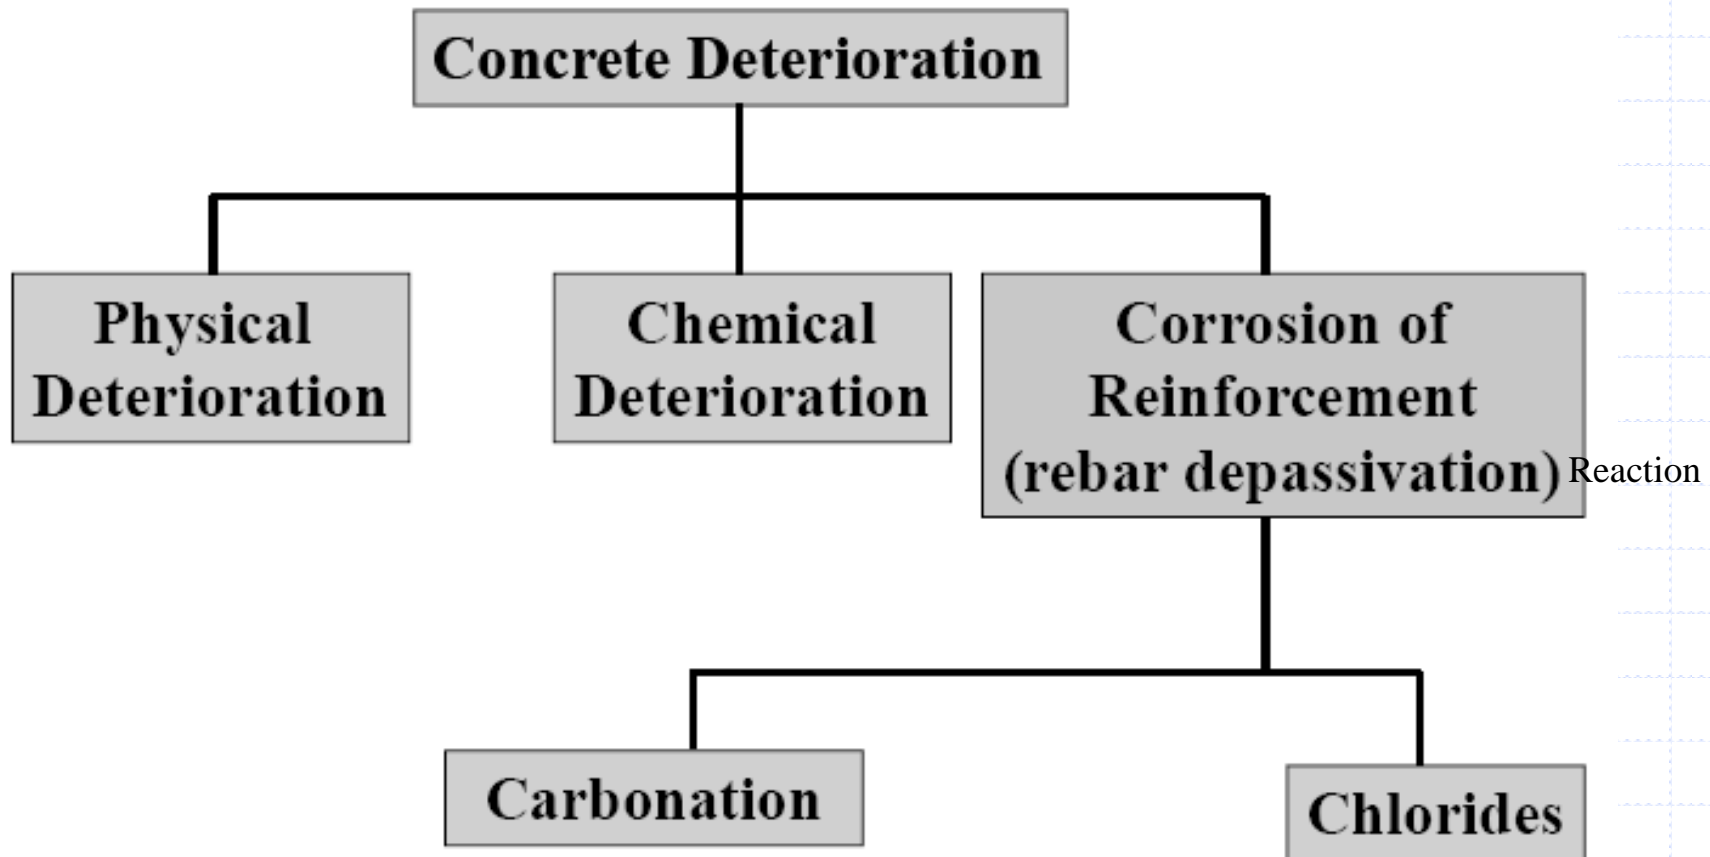 Concrete Deterioration
Physical
Deterioration
Chemical
Deterioration
Corrosion of
Reinforcement
(rebar depassivation)
Reaction
Carbonation
Chlorides